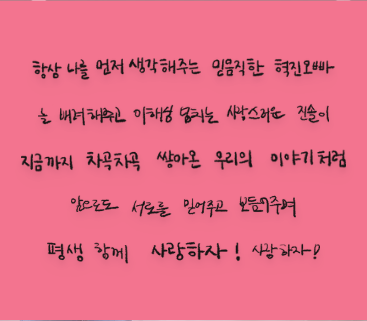 항상 나를 먼저 생각해주는 믿음직한 혁진오빠
늘 배려해주고 이해심 넘치는 사랑스러운 진솔이
지금까지 차곡차곡 쌓아온 우리의 이야기처럼
앞으로도 서로를 믿어주고 보듬어주며
평생 함께 사랑하자! 사랑하자!